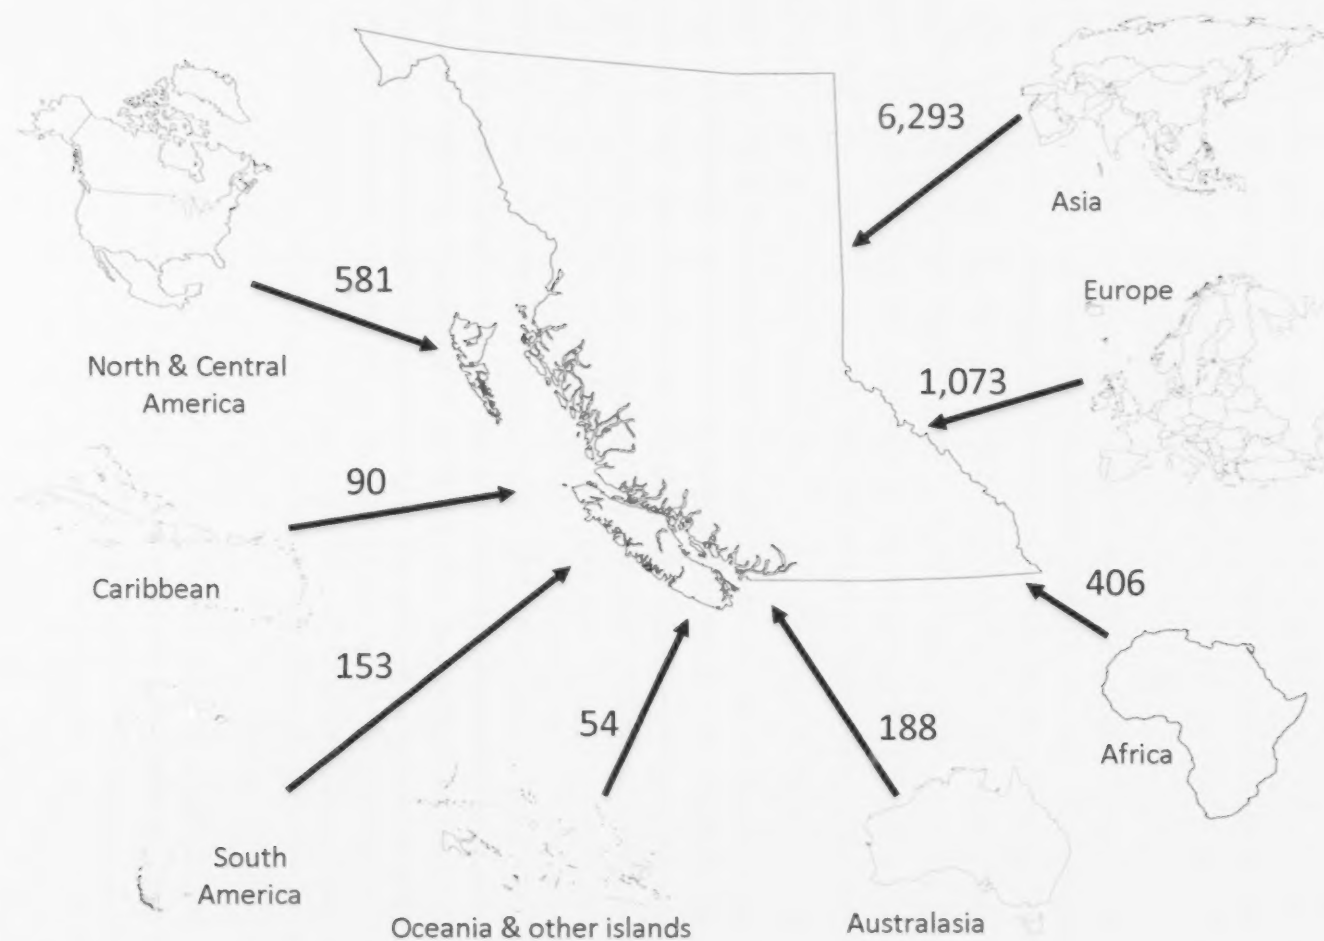 6,293
Asia
Europe
581
North & Central
America
1,073
90
Caribbean
406
153
54
188
Africa
South
America
Oceania & other islands
Australasia